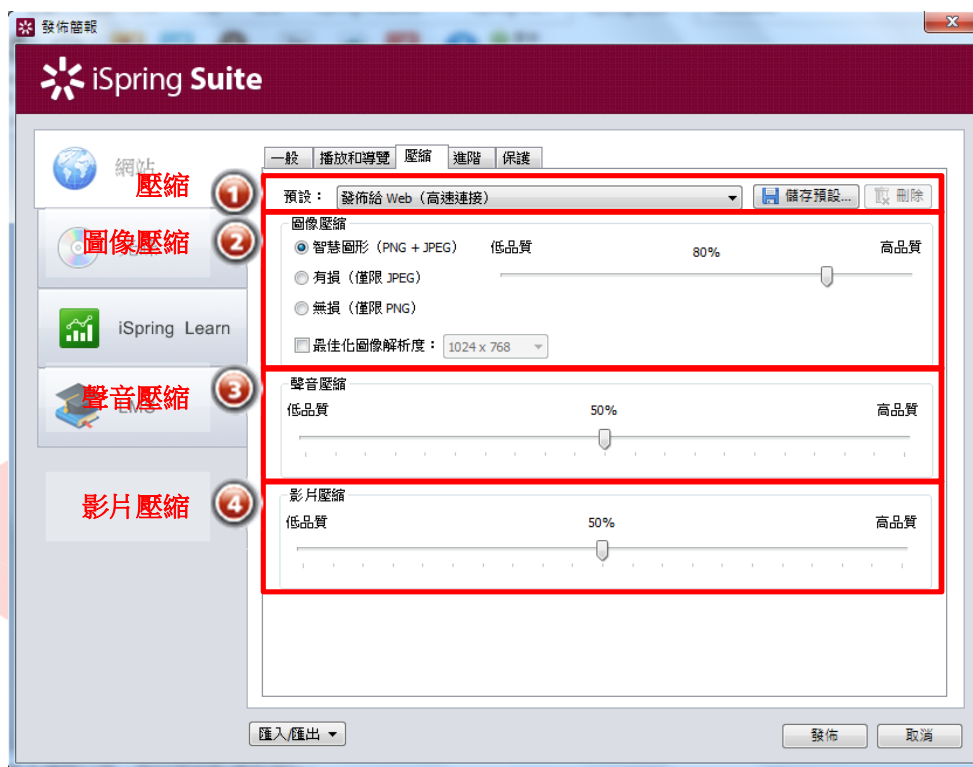 發佈簡報
iSpring Suite
網站
壓縮
圖像壓縮
iSpring Learn
聲音壓縮
LMS
影片壓縮
1
2
3
4
一般 播放和導覽 壓縮 進階 保護
預設： 發佈給 Web（高速連接） 儲存預設... 刪除
圖像壓縮
智慧圖形（PNG + JPEG） 低品質 80% 高品質
有損（僅限 JPEG）
無損（僅限 PNG）
最佳化圖像解析度： 1024 x 768
聲音壓縮
低品質 50% 高品質
影片壓縮
低品質 50% 高品質
匯入/匯出 發佈 取消